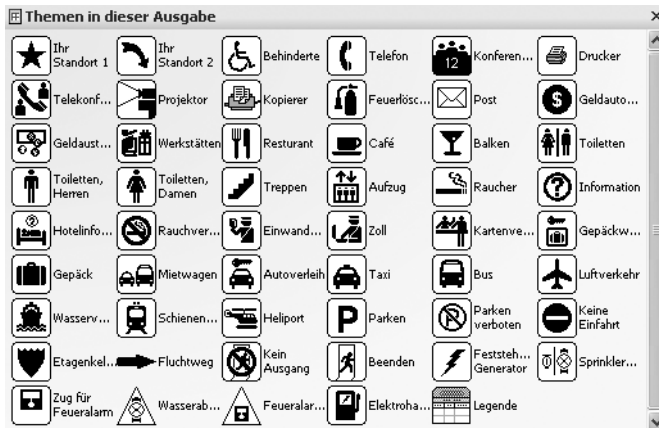 Themen in dieser Ausgabe
Ihr
Standort 1
Ihr
Standort 2
Behinderte
Telefon
12
Konferen...
Drucker
Telekonf...
Projektor
Kopierer
Feuerlösc...
Post
$
Geldauto...
Geldaust...
Werkstätten
Resturant
Café
Balken
Toiletten
Toiletten,
Herren
Toiletten,
Damen
Treppen
Aufzug
Raucher
?
Information
?
Hotelinfo...
Rauchver...
Einwand...
Zoll
Kartenve...
Gepäckw...
Gepäck
Mietwagen
Autoverleih
Taxi
Bus
Luftverkehr
Wasserv...
Schienen...
Heliport
P
Parken
P
Parken
verboten
Keine
Einfahrt
Etagenkel...
Fluchtweg
Kein
Ausgang
Beenden
Feststeh...
Generator
Sprinkler...
Zug für
Feueralarm
Wasserab...
Feueralar...
Elektroha...
Legende